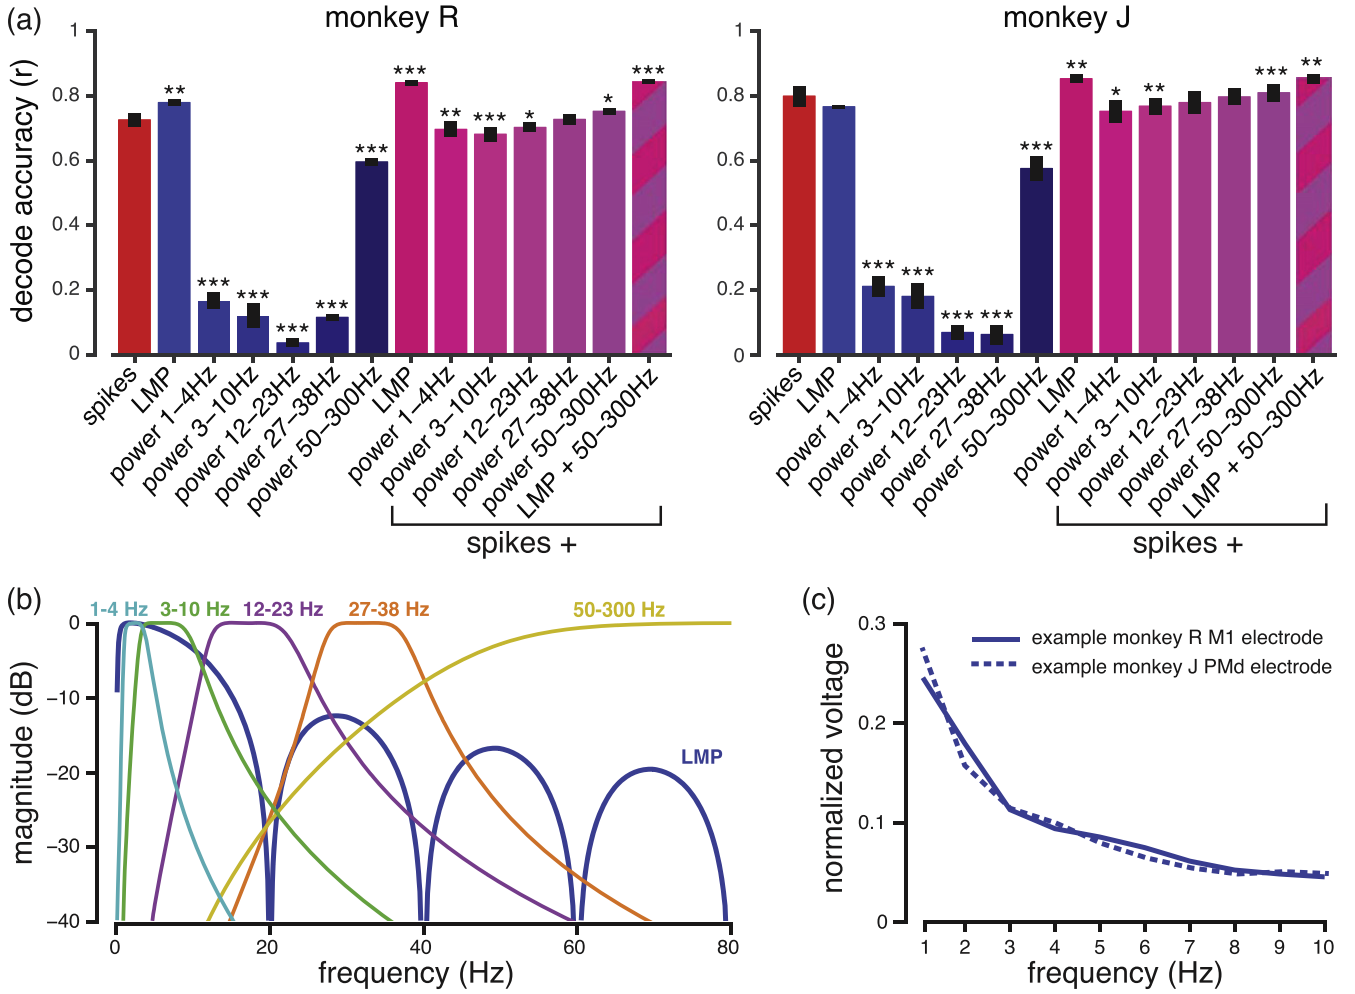 (a)
monkey R
monkey J
decode accuracy (r)
1
0.8
0.6
0.4
0.2
0
**
***
***
***
***
***
***
**
***
*
*
***
spikes
LMP
power 1–4Hz
power 3–10Hz
power 12–23Hz
power 27–38Hz
power 50–300Hz
LMP
power 1–4Hz
power 3–10Hz
power 12–23Hz
power 27–38Hz
power 50–300Hz
LMP + 50–300Hz
spikes +
1
0.8
0.6
0.4
0.2
0
***
***
***
***
***
**
*
**
***
**
spikes
LMP
power 1–4Hz
power 3–10Hz
power 12–23Hz
power 27–38Hz
power 50–300Hz
LMP
power 1–4Hz
power 3–10Hz
power 12–23Hz
power 27–38Hz
power 50–300Hz
LMP + 50–300Hz
spikes +
(b)
1-4 Hz
3-10 Hz
12-23 Hz
27-38 Hz
50-300 Hz
LMP
magnitude (dB)
0
−10
−20
−30
−40
0
20
40
60
80
frequency (Hz)
(c)
example monkey R M1 electrode
example monkey J PMd electrode
normalized voltage
0.3
0.2
0.1
0
1
2
3
4
5
6
7
8
9
10
frequency (Hz)